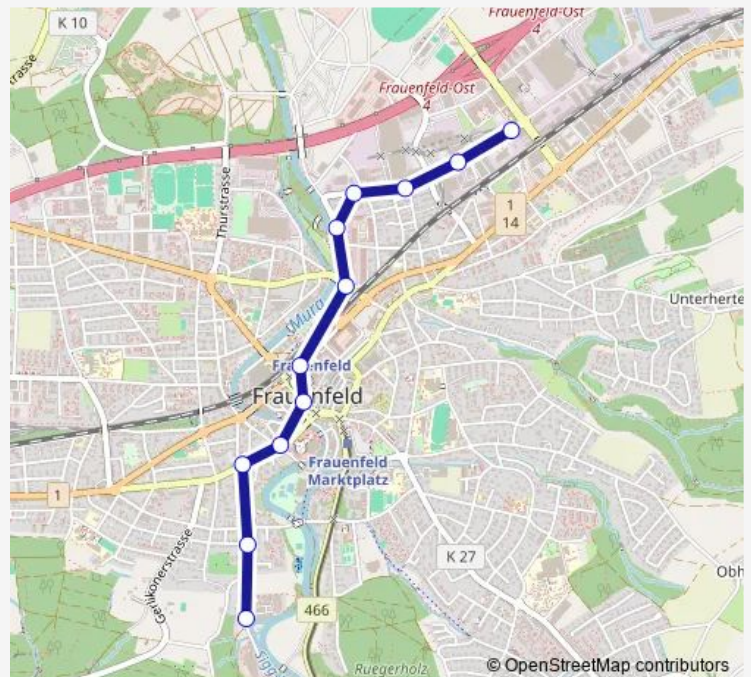 Frauenfeld-Ost
4
K 10
rasse
Frauenfeld-Ost
4
Thurstrasse
1
14
Unterherte
Murg
Frauenfeld
Frauenfeld
Frauenfeld
Marktplatz
1
K 27
Gerlikonerstrasse
Obh
466
Ruegerholz
© OpenStreetMap contributors